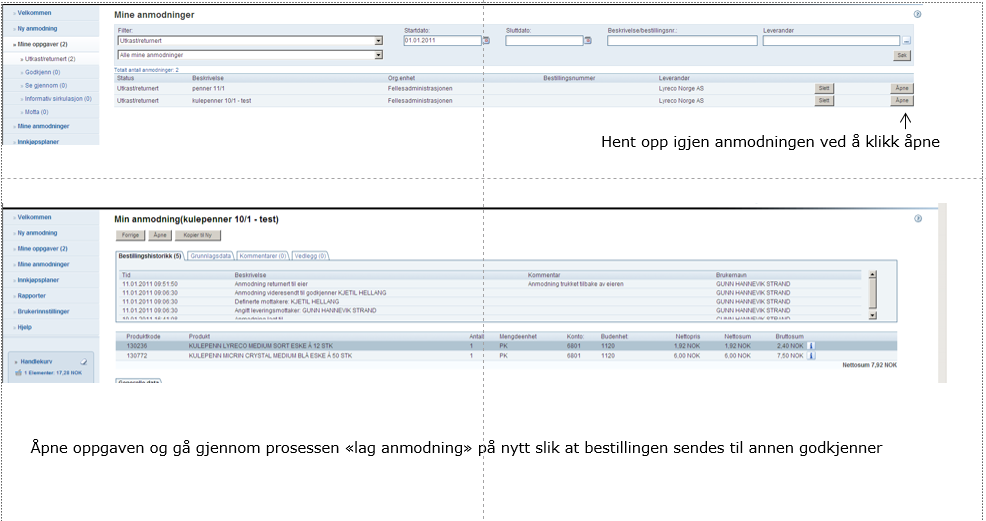 Velkommen
Mine anmodninger
Ny anmodning
Filter:
Startdato:
Sluttdato:
Beskrivelse/bestillingsnr.:
Leverandør
Mine oppgaver (2)
Utkast/returnert
01.01.2011
Utkast/returnert (2)
Alle mine anmodninger
Søk
Godkjenn (0)
Totalt antall anmodninger: 2
Status Beskrivelse Org.enhet Bestillingsnummer Leverandør
Se gjennom (0)
Utkast/returnert penner 11/1 Fellesadministrasjonen Lyreco Norge AS Slett Åpne
Informativ sirkulasjon (0)
Utkast/returnert kulepenner 10/1 - test Fellesadministrasjonen Lyreco Norge AS Slett Åpne
Motta (0)
Mine anmodninger
Innkjøpsplaner
Hent opp igjen anmodningen ved å klikk åpne
Velkommen
Min anmodning(kulepenner 10/1 - test)
Ny anmodning
Forrige Åpne Kopier til Ny
Mine oppgaver (2)
Bestillingshistorikk (5) Grunnlagsdata Kommentarer (0) Vedlegg (0)
Mine anmodninger
Tid Beskrivelse Kommentar Brukernavn
Innkjøpsplaner
11.01.2011 09:51:50 Anmodning returnert til eier Anmodning trukket tilbake av eieren GUNN HANNEVIK STRAND
Rapporter
11.01.2011 09:06:30 Anmodning videresendt til godkjenner KJETIL HELLANG GUNN HANNEVIK STRAND
11.01.2011 09:06:30 Definerte mottakere: KJETIL, HELLANG GUNN HANNEVIK STRAND
Brukerinnstillinger
11.01.2011 09:06:30 Angitt leveringsmottaker: GUNN HANNEVIK STRAND GUNN HANNEVIK STRAND
Hjelp
Produktkode Produkt Antall Mengdeenhet Konto: Budenhet Nettopris Nettosum Bruttosum
130236 KULEPENN LYRECO MEDIUM SORT ESKE Á 12 STK 1 PK 6801 1120 1,92 NOK 1,92 NOK 2,40 NOK
130772 KULEPENN MICRIN CRYSTAL MEDIUM BLÅ ESKE Á 50 STK 1 PK 6801 1120 6,00 NOK 6,00 NOK 7,50 NOK
Handlekurv
Nettosum 7,92 NOK
1 Elementer: 17,28 NOK
Generelle data
Åpne oppgaven og gå gjennom prosessen «lag anmodning» på nytt slik at bestillingen sendes til annen godkjenner